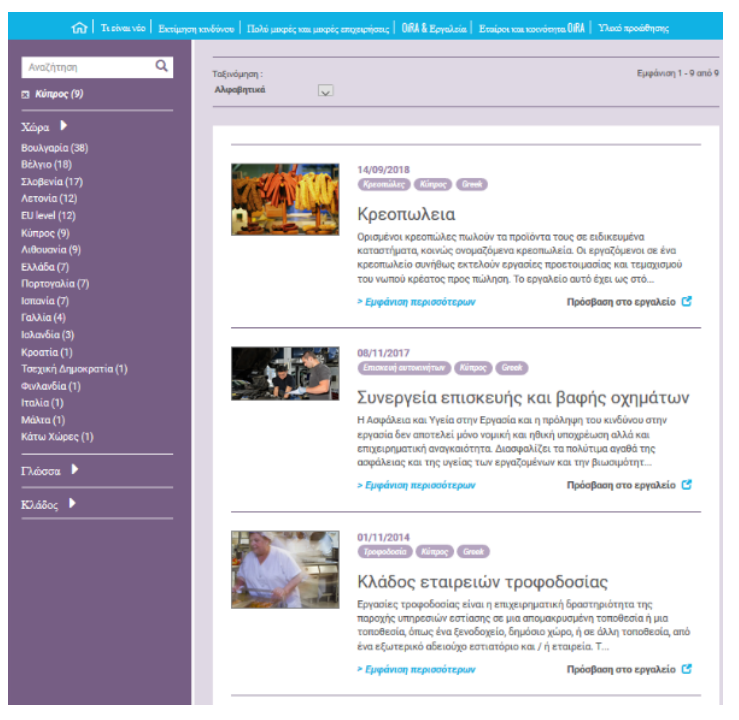 Τι είναι νέο | Εκτίμηση κινδύνου | Πολύ μικρές και μικρές επιχειρήσεις | OiRA & Εργαλεία | Εταίροι και κοινότητα OiRA | Υλικό προώθησης
Αναζήτηση
Κύπρος (9)
Χώρα
Βουλγαρία (38)
Βέλγιο (18)
Σλοβενία (17)
Λετονία (12)
EU level (12)
Κύπρος (9)
Λιθουανία (9)
Ελλάδα (7)
Πορτογαλία (7)
Ισπανία (7)
Γαλλία (4)
Ισλανδία (3)
Κροατία (1)
Τσεχική Δημοκρατία (1)
Φινλανδία (1)
Ιταλία (1)
Μάλτα (1)
Κάτω Χώρες (1)
Γλώσσα
Κλάδος
Ταξινόμηση :
Αλφαβητικά
Εμφάνιση 1 - 9 από 9
14/09/2018
Κρεοπώλες Κύπρος Greek
Κρεοπωλεια
Ορισμένοι κρεοπώλες πωλούν τα προϊόντα τους σε ειδικευμένα
καταστήματα, κοινώς ονομαζόμενα κρεοπωλεία. Οι εργαζόμενοι σε ένα
κρεοπωλείο συνήθως εκτελούν εργασίες προετοιμασίας και τεμαχισμού
του νωπού κρέατος προς πώληση. Το εργαλείο αυτό έχει ως στό...
> Εμφάνιση περισσότερων Πρόσβαση στο εργαλείο
08/11/2017
Επισκευή αυτοκινήτων Κύπρος Greek
Συνεργεία επισκευής και βαφής οχημάτων
Η Ασφάλεια και Υγεία στην Εργασία και η πρόληψη του κινδύνου στην
εργασία δεν αποτελεί μόνο νομική και ηθική υποχρέωση αλλά και
επιχειρηματική αναγκαιότητα. Διασφαλίζει τα πολύτιμα αγαθά της
ασφάλειας και της υγείας των εργαζομένων και την βιωσιμότητ...
> Εμφάνιση περισσότερων Πρόσβαση στο εργαλείο
01/11/2014
Τροφοδοσία Κύπρος Greek
Κλάδος εταιρειών τροφοδοσίας
Εργασίες τροφοδοσίας είναι η επιχειρηματική δραστηριότητα της
παροχής υπηρεσιών εστίασης σε μια απομακρυσμένη τοποθεσία ή μια
τοποθεσία, όπως ένα ξενοδοχείο, δημόσιο χώρο, ή σε άλλη τοποθεσία, από
ένα εξωτερικό αδειούχο εστιατόριο και / ή εταιρεία. Τ...
> Εμφάνιση περισσότερων Πρόσβαση στο εργαλείο